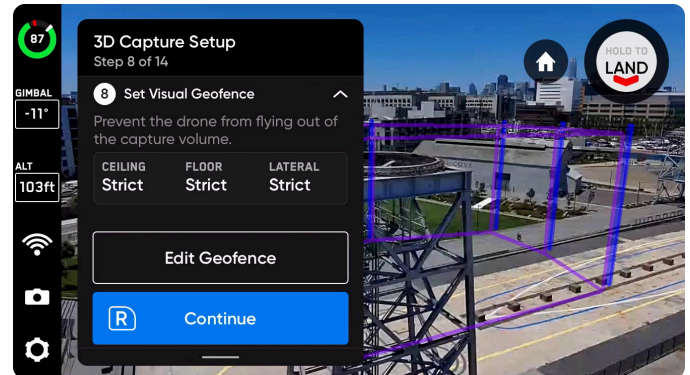 87
GIMBAL
-11°
ALT
103ft
3D Capture Setup
Step 8 of 14
8 Set Visual Geofence
Prevent the drone from flying out of
the capture volume.
CEILING FLOOR LATERAL
Strict Strict Strict
Edit Geofence
R Continue
HOLD TO
LAND
COVE